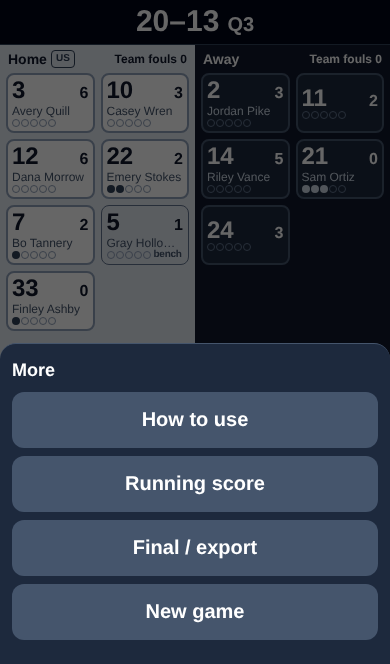 20–13 Q3
Home US Team fouls 0
Away Team fouls 0
3 6
Avery Quill
10 3
Casey Wren
2 3
Jordan Pike
11 2
12 6
Dana Morrow
22 2
Emery Stokes
14 5
Riley Vance
21 0
Sam Ortiz
7 2
Bo Tannery
5 1
Gray Hollo…
bench
24 3
33 0
Finley Ashby
More
How to use
Running score
Final / export
New game